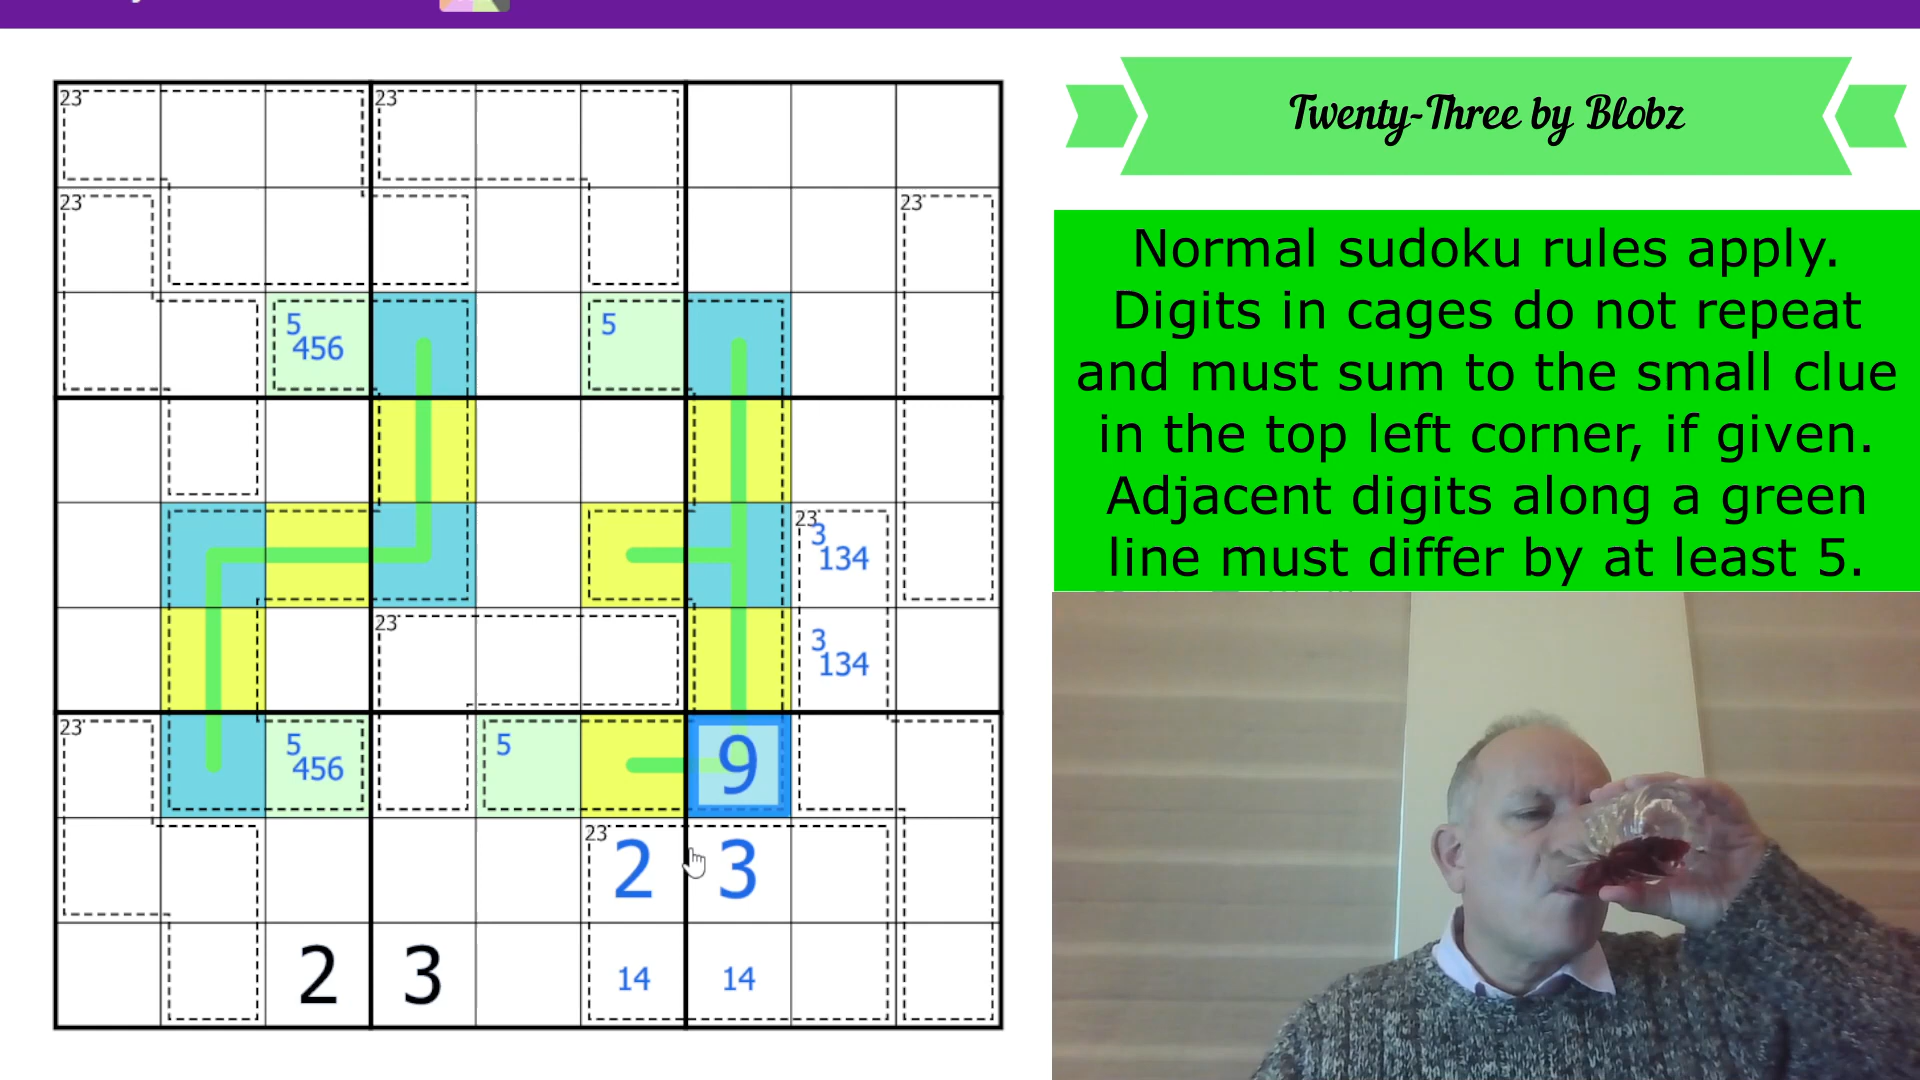 Twenty-Three by Blobz
Normal sudoku rules apply.
Digits in cages do not repeat
and must sum to the small clue
in the top left corner, if given.
Adjacent digits along a green
line must differ by at least 5.
23 23
23 23
5 456 5
23 3 134
23 3 134
23 5 456 5 9
23 2 3
2 3 14 14